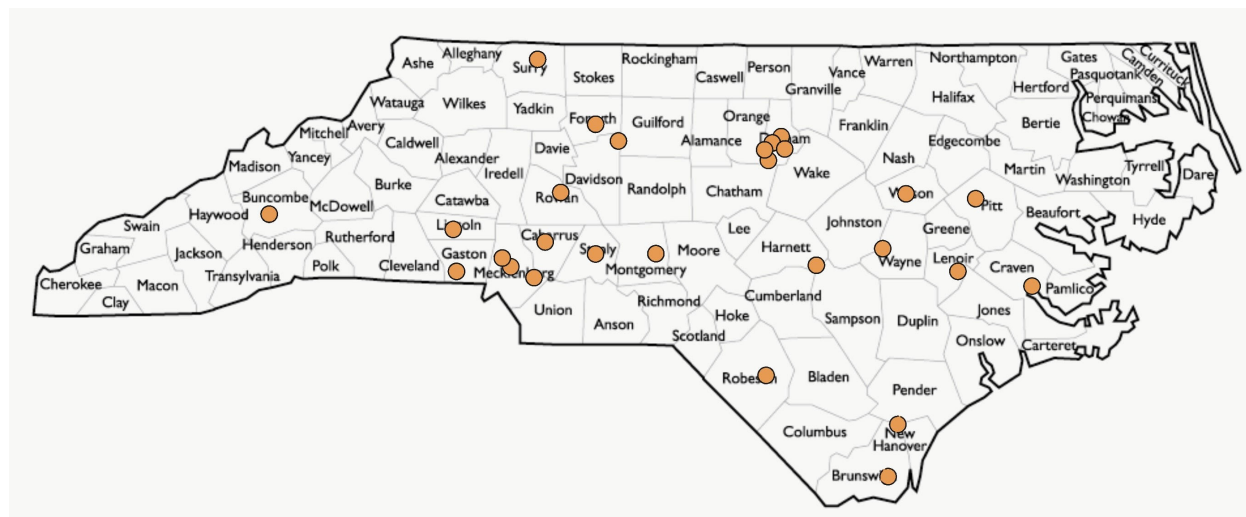 Alleghany
Ashe
Surry
Stokes
Rockingham
Caswell
Person
Granville
Vance
Warren
Northampton
Gates
Camden
Currituck
Pasquotank
Hertford
Perquimans
Chowan
Watauga
Wilkes
Yadkin
Forsyth
Guilford
Alamance
Orange
Durham
Franklin
Halifax
Bertie
Mitchell
Avery
Caldwell
Alexander
Iredell
Davie
Nash
Edgecombe
Martin
Washington
Tyrrell
Dare
Madison
Yancey
Burke
Catawba
Rowan
Davidson
Randolph
Chatham
Wake
Wilson
Pitt
Beaufort
Hyde
Buncombe
McDowell
Haywood
Swain
Graham
Jackson
Henderson
Rutherford
Lincoln
Cabarrus
Stanly
Montgomery
Moore
Lee
Harnett
Johnston
Greene
Wayne
Lenoir
Craven
Pamlico
Cherokee
Clay
Macon
Transylvania
Polk
Cleveland
Gaston
Mecklenburg
Union
Anson
Richmond
Scotland
Hoke
Cumberland
Sampson
Duplin
Jones
Onslow
Carteret
Robeson
Bladen
Pender
Columbus
New
Hanover
Brunswick